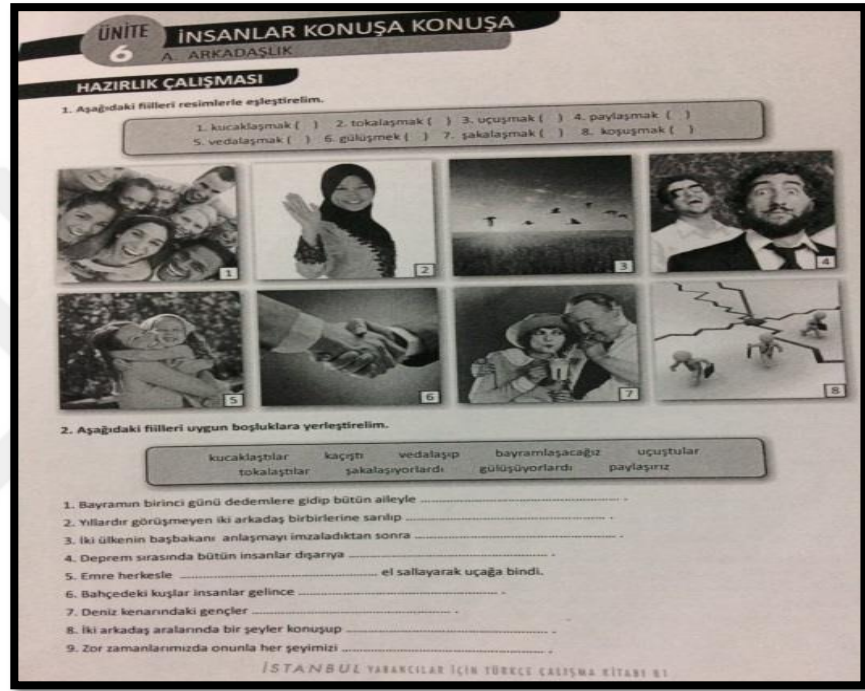 ÜNİTE
6
İNSANLAR KONUŞA KONUŞA
A. ARKADAŞLIK
HAZIRLIK ÇALIŞMASI
1. Aşağıdaki fiilleri resimlerle eşleştirelim.
1. kucaklaşmak ( ) 2. tokalaşmak ( ) 3. uçuşmak ( ) 4. paylaşmak ( )
5. vedalaşmak ( ) 6. gülüşmek ( ) 7. şakalaşmak ( ) 8. koşuşmak ( )
1 2 3 4
5 6 7 8
2. Aşağıdaki fiilleri uygun boşluklara yerleştirelim.
kucaklaştılar kaçıştı vedalaşıp bayramlaşacağız uçuştular
tokalaştılar şakalaşıyorlardı gülüşüyorlardı paylaşırız
1. Bayramın birinci günü dedemlere gidip bütün aileyle .................................................. .
2. Yıllardır görüşmeyen iki arkadaş birbirlerine sarılıp .................................................. .
3. İki ülkenin başbakanı anlaşmayı imzaladıktan sonra .................................................. .
4. Deprem sırasında bütün insanlar dışarıya .................................................. .
5. Emre herkesle .................................................. el sallayarak uçağa bindi.
6. Bahçedeki kuşlar insanlar gelince .................................................. .
7. Deniz kenarındaki gençler .................................................. .
8. İki arkadaş aralarında bir şeyler konuşup .................................................. .
9. Zor zamanlarımızda onunla her şeyimizi .................................................. .
İSTANBUL YABANCILAR İÇİN TÜRKÇE ÇALIŞMA KİTABI B1